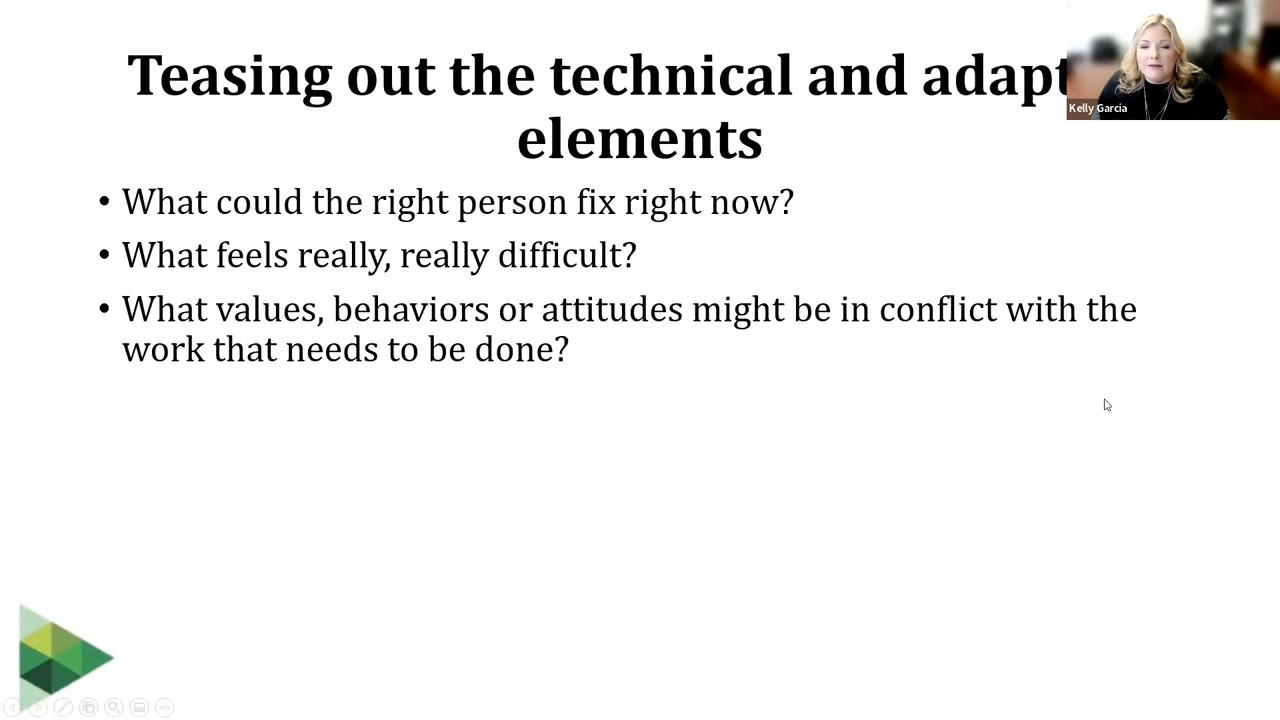 Teasing out the technical and adapt
elements
• What could the right person fix right now?
• What feels really, really difficult?
• What values, behaviors or attitudes might be in conflict with the
work that needs to be done?
Kelly Garcia